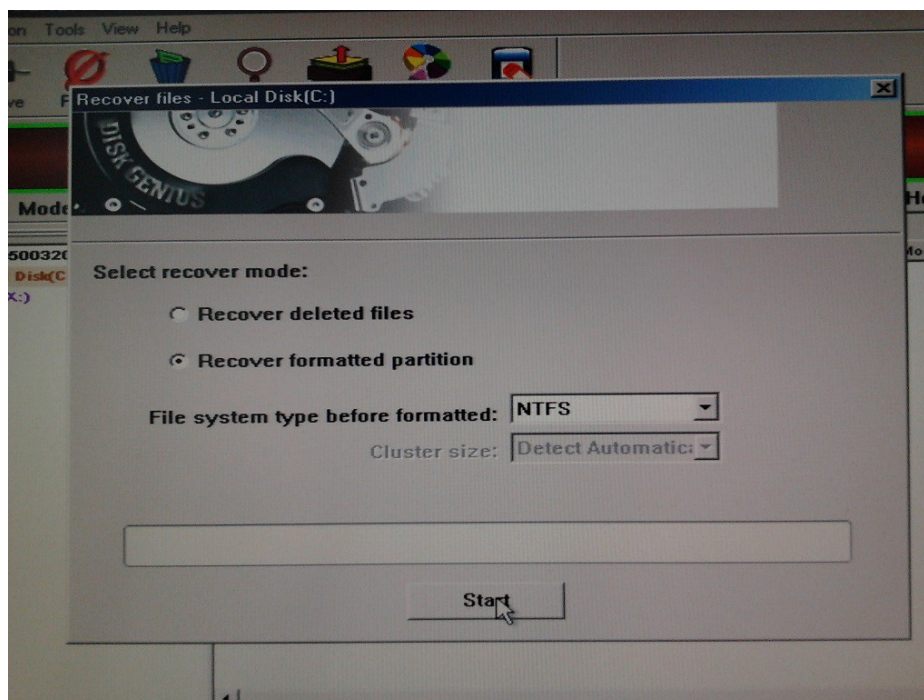 Tools View Help
Recover files - Local Disk(C:)
DISK GENIUS
Mode
Select recover mode:
Disk(C
Recover deleted files
Recover formatted partition
File system type before formatted: NTFS
Cluster size: Detect Automatic
Start